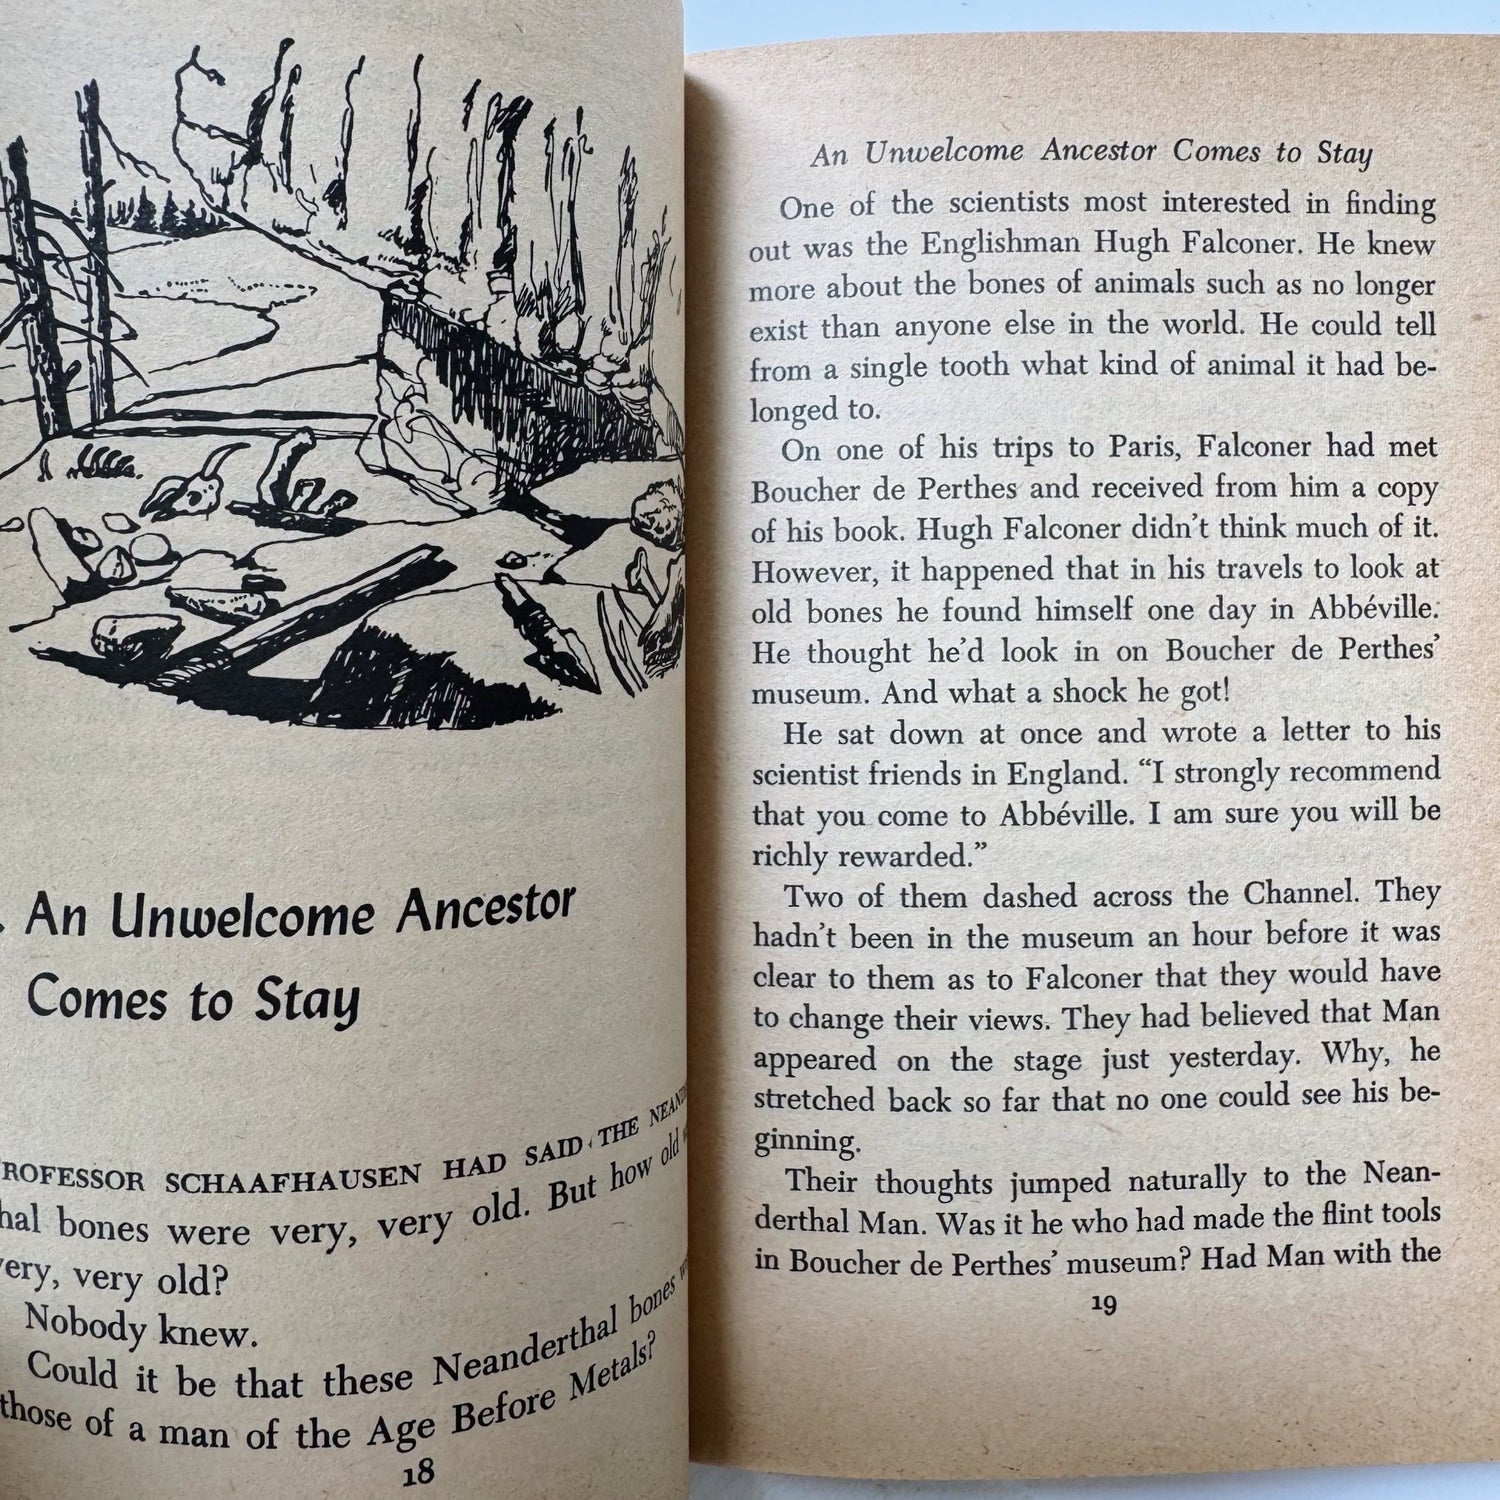 . An Unwelcome Ancestor
Comes to Stay
ROFESSOR SCHAAFHAUSEN HAD SAID THE
hal bones were very, very old. But how old
very, very old?
Nobody knew.
Could it be that these Neanderthal bones
those of a man of the Age Before Metals?
18
An Unwelcome Ancestor Comes to Stay
One of the scientists most interested in finding
out was the Englishman Hugh Falconer. He knew
more about the bones of animals such as no longer
exist than anyone else in the world. He could tell
from a single tooth what kind of animal it had be-
longed to.
On one of his trips to Paris, Falconer had met
Boucher de Perthes and received from him a copy
of his book. Hugh Falconer didn't think much of it.
However, it happened that in his travels to look at
old bones he found himself one day in Abbéville.
He thought he'd look in on Boucher de Perthes'
museum. And what a shock he got!
He sat down at once and wrote a letter to his
scientist friends in England. “I strongly recommend
that you come to Abbéville. I am sure you will be
richly rewarded.”
Two of them dashed across the Channel. They
hadn't been in the museum an hour before it was
clear to them as to Falconer that they would have
to change their views. They had believed that Man
appeared on the stage just yesterday. Why, he
stretched back so far that no one could see his be-
ginning.
Their thoughts jumped naturally to the Nean-
derthal Man. Was it he who had made the flint tools
in Boucher de Perthes' museum? Had Man with the
19